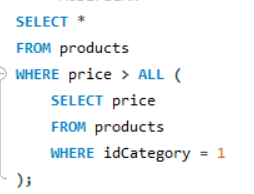 SELECT *
FROM products
WHERE price > ALL (
SELECT price
FROM products
WHERE idCategory = 1
);